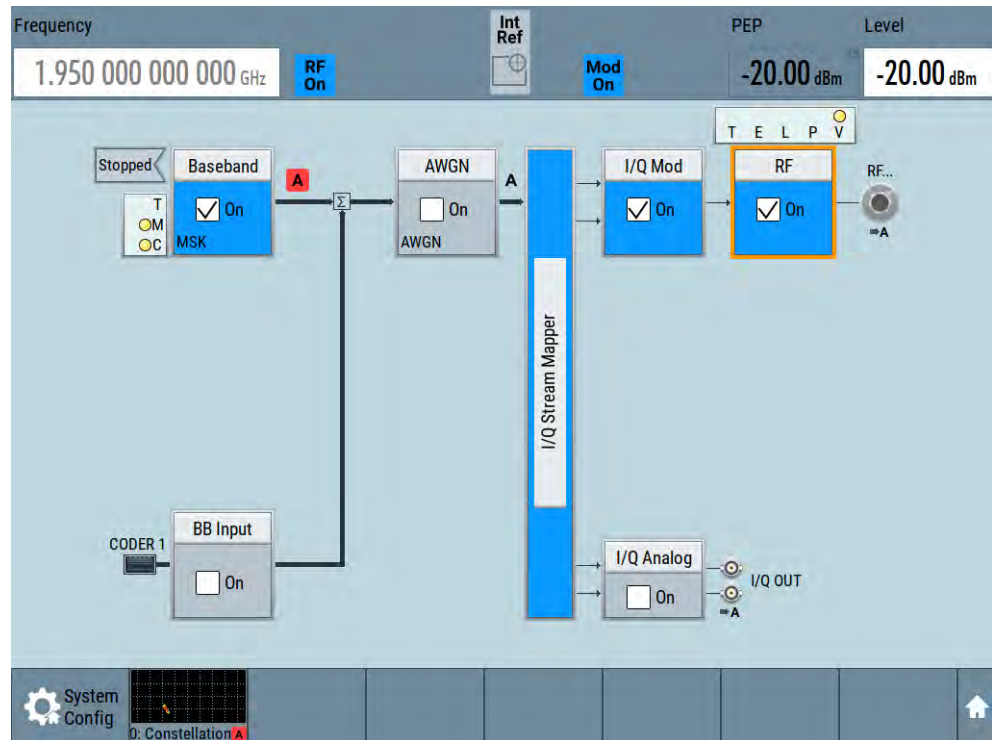 Frequency
Int
Ref
PEP
Level
1.950 000 000 000 GHz
RF
On
Mod
On
-20.00 dBm
-20.00 dBm
T E L P V
Stopped
Baseband
A
AWGN
A
I/Q Mod
RF
RF...
T
M
C
On
Σ
On
On
On
MSK
AWGN
⇒A
I/Q Stream Mapper
BB Input
CODER 1
On
I/Q Analog
On
I/Q OUT
⇒A
System
Config
0: Constellation A